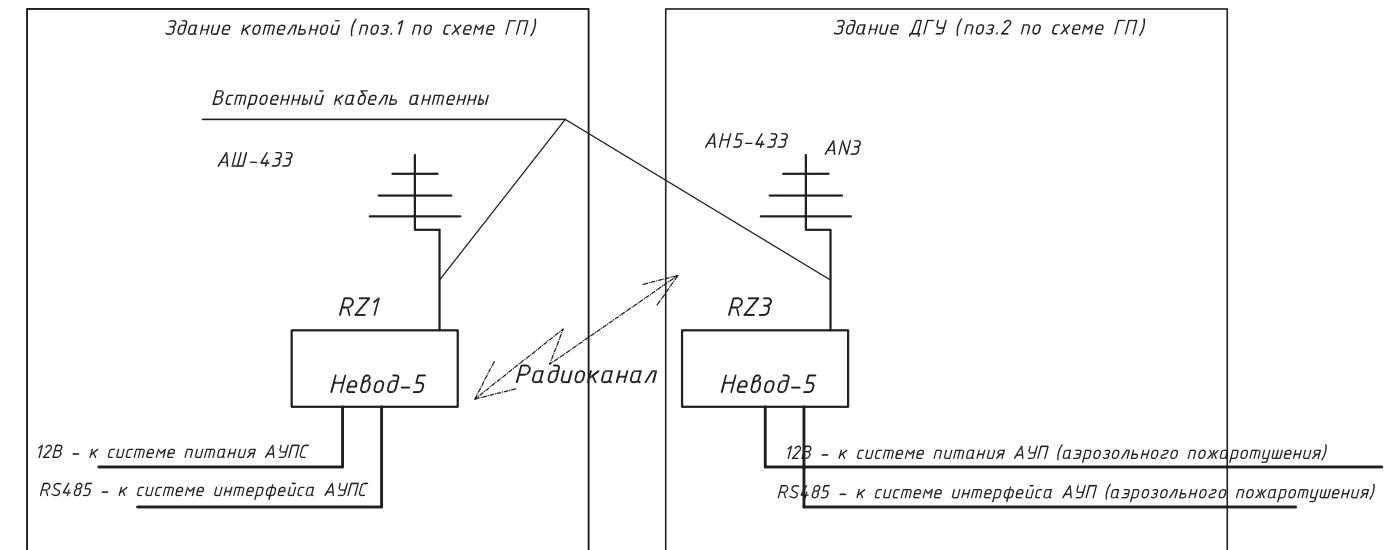 Здание котельной (поз.1 по схеме ГП)
Здание ДГУ (поз.2 по схеме ГП)
Встроенный кабель антенны
АШ-433
АН5-433
AN3
RZ1
RZ3
Невод-5
Радиоканал
Невод-5
12В - к системе питания АУПС
12В - к системе питания АУП (аэрозольного пожаротушения)
RS485 - к системе интерфейса АУПС
RS485 - к системе интерфейса АУП (аэрозольного пожаротушения)